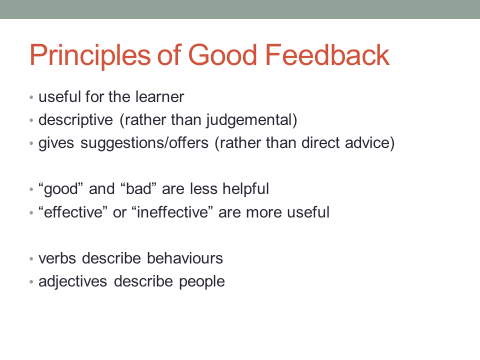 Principles of Good Feedback
• useful for the learner
• descriptive (rather than judgemental)
• gives suggestions/offers (rather than direct advice)
• “good” and “bad” are less helpful
• “effective” or “ineffective” are more useful
• verbs describe behaviours
• adjectives describe people